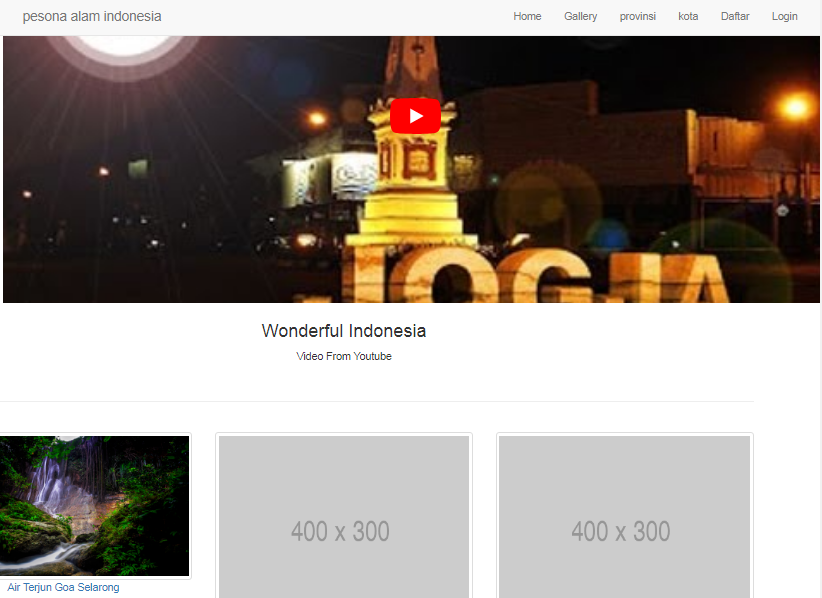 pesona alam indonesia
Home Gallery provinsi kota Daftar Login
JOGJA
Wonderful Indonesia
Video From Youtube
400 x 300
400 x 300
Air Terjun Goa Selarong